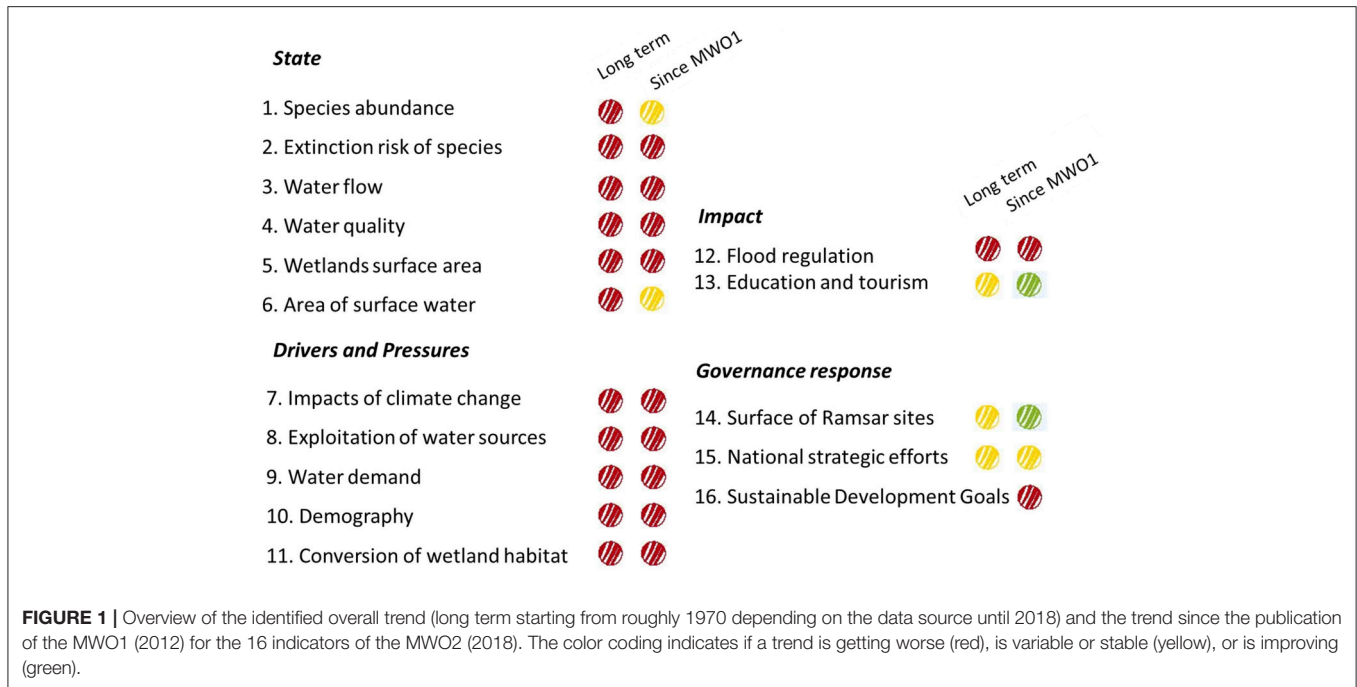 State
Long term
Since MWO1
1. Species abundance
2. Extinction risk of species
3. Water flow
4. Water quality
5. Wetlands surface area
6. Area of surface water
Drivers and Pressures
7. Impacts of climate change
8. Exploitation of water sources
9. Water demand
10. Demography
11. Conversion of wetland habitat
Long term
Since MWO1
Impact
12. Flood regulation
13. Education and tourism
Governance response
14. Surface of Ramsar sites
15. National strategic efforts
16. Sustainable Development Goals
FIGURE 1 | Overview of the identified overall trend (long term starting from roughly 1970 depending on the data source until 2018) and the trend since the publication
of the MWO1 (2012) for the 16 indicators of the MWO2 (2018). The color coding indicates if a trend is getting worse (red), is variable or stable (yellow), or is improving
(green).